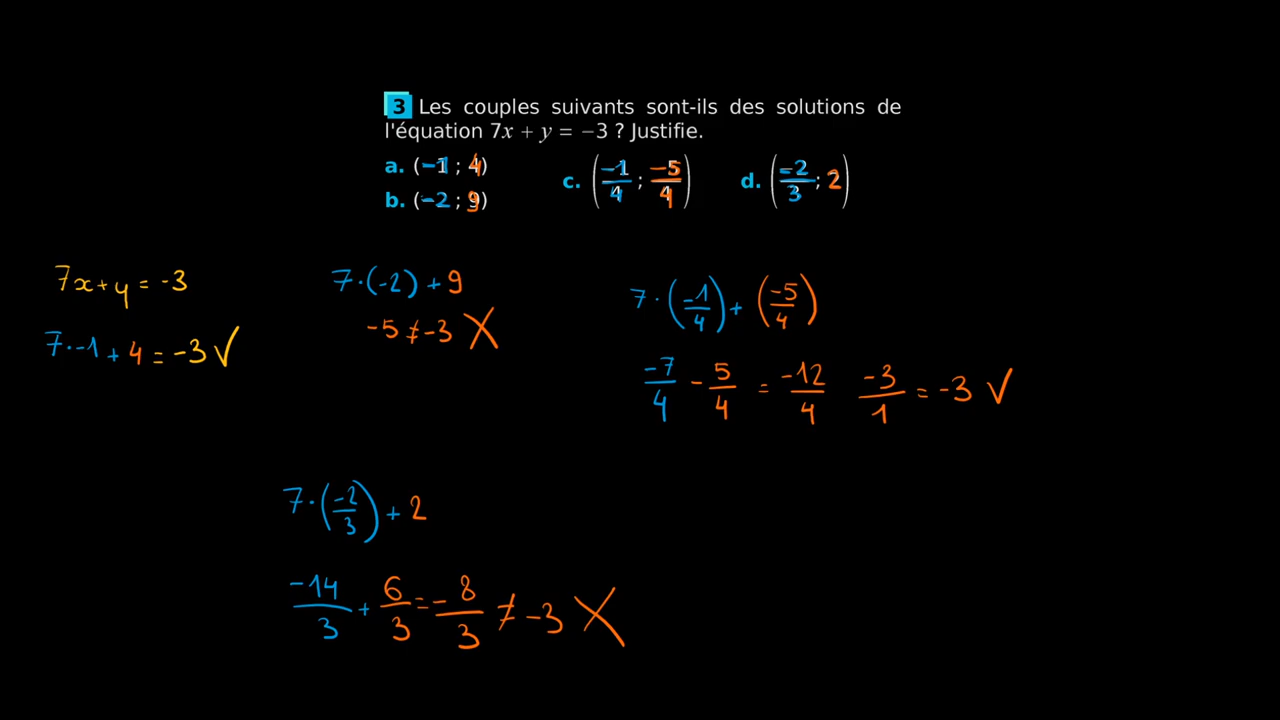 3 Les couples suivants sont-ils des solutions de
l'équation 7x + y = −3 ? Justifie.
a. (−1 ; 4)
b. (−2 ; 9)
c. (−1/4 ; −5/4)
d. (−2/3 ; 2)
7x+y = -3
7·-1 + 4 = -3 ✓
7·(-2) + 9
-5 ≠ -3 X
7·(-1/4) + (-5/4)
-7/4 - 5/4 = -12/4 -3/1 = -3 ✓
7·(-2/3) + 2
-14/3 + 6/3 = -8/3 ≠ -3 X